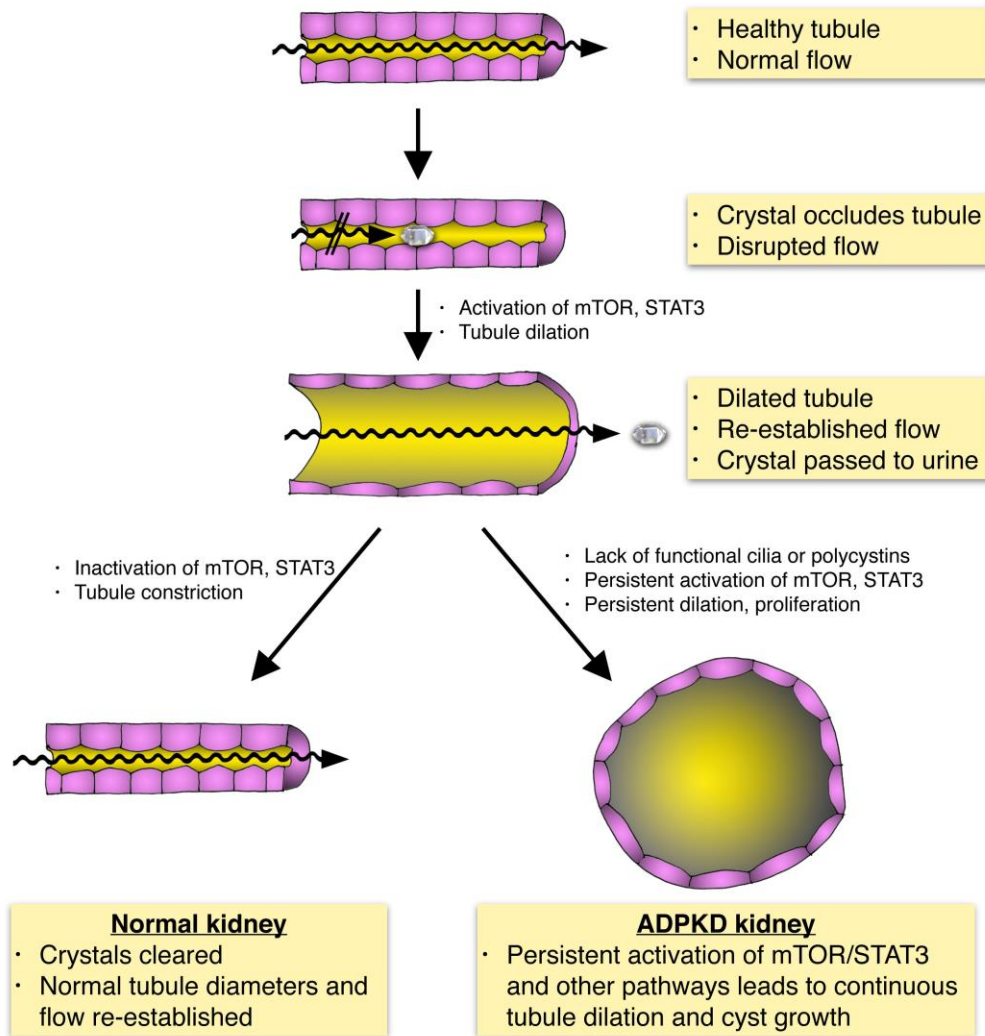 · Healthy tubule
· Normal flow
· Crystal occludes tubule
· Disrupted flow
· Activation of mTOR, STAT3
· Tubule dilation
· Dilated tubule
· Re-established flow
· Crystal passed to urine
· Inactivation of mTOR, STAT3
· Tubule constriction
· Lack of functional cilia or polycystins
· Persistent activation of mTOR, STAT3
· Persistent dilation, proliferation
Normal kidney
· Crystals cleared
· Normal tubule diameters and
flow re-established
ADPKD kidney
· Persistent activation of mTOR/STAT3
and other pathways leads to continuous
tubule dilation and cyst growth